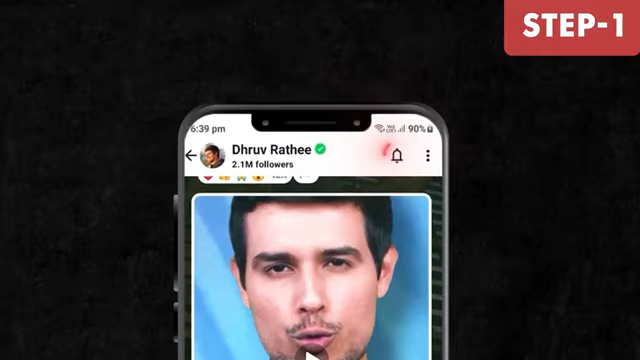 STEP-1
6:39 pm
90%
Dhruv Rathee
2.1M followers